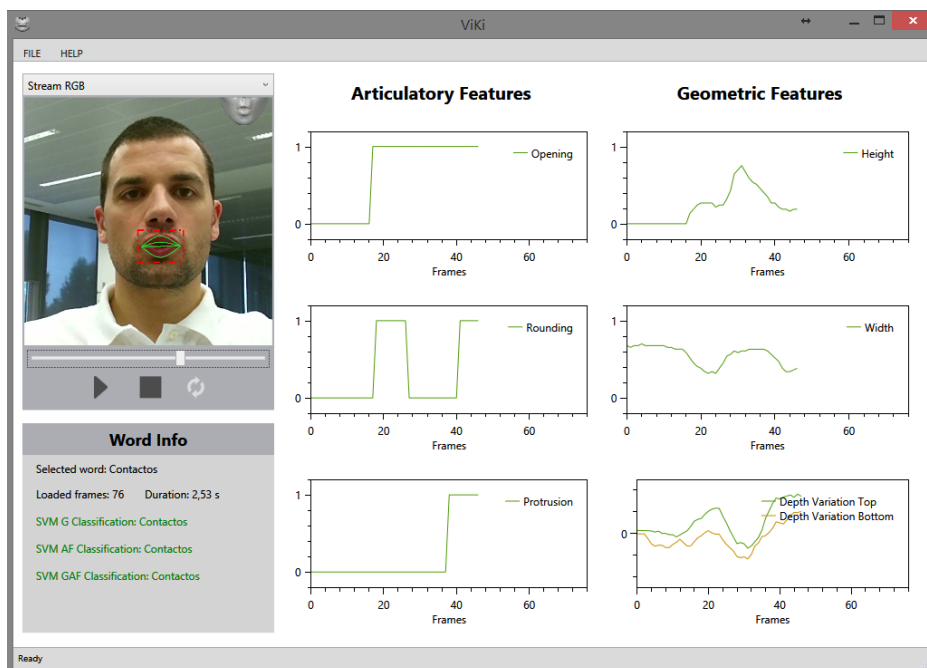 ViKi
FILE HELP
Stream RGB
Word Info
Selected word: Contactos
Loaded frames: 76 Duration: 2,53 s
SVM G Classification: Contactos
SVM AF Classification: Contactos
SVM GAF Classification: Contactos
Articulatory Features
1
0
Opening
0 20 40 60
Frames
1
0
Rounding
0 20 40 60
Frames
1
0
Protrusion
0 20 40 60
Frames
Geometric Features
1
0
Height
0 20 40 60
Frames
1
0
Width
0 20 40 60
Frames
0
Depth Variation Top
Depth Variation Bottom
0 20 40 60
Frames
Ready